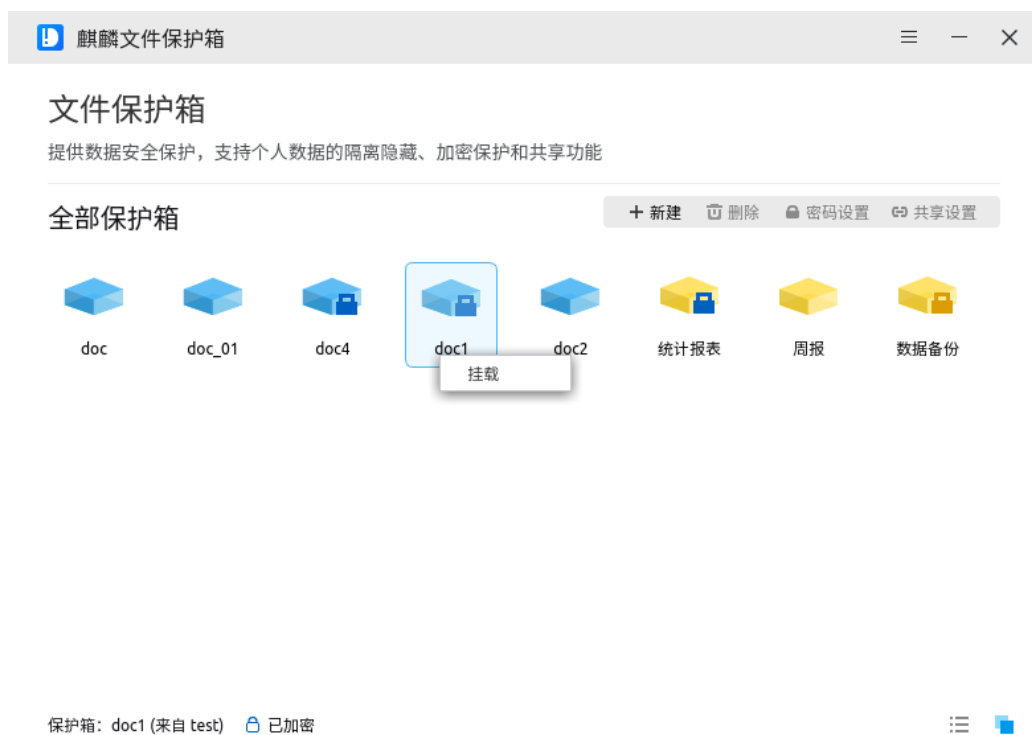 麒麟文件保护箱
文件保护箱
提供数据安全保护，支持个人数据的隔离隐藏、加密保护和共享功能
全部保护箱
新建 删除 密码设置 共享设置
doc doc_01 doc4 doc1 doc2 统计报表 周报 数据备份
挂载
保护箱：doc1 (来自 test) 已加密